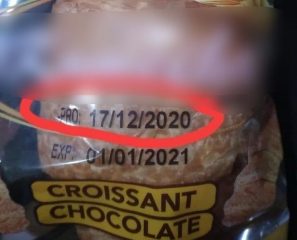 PRO: 17/12/2020
EXP: 01/01/2021
CROISSANT
CHOCOLATE